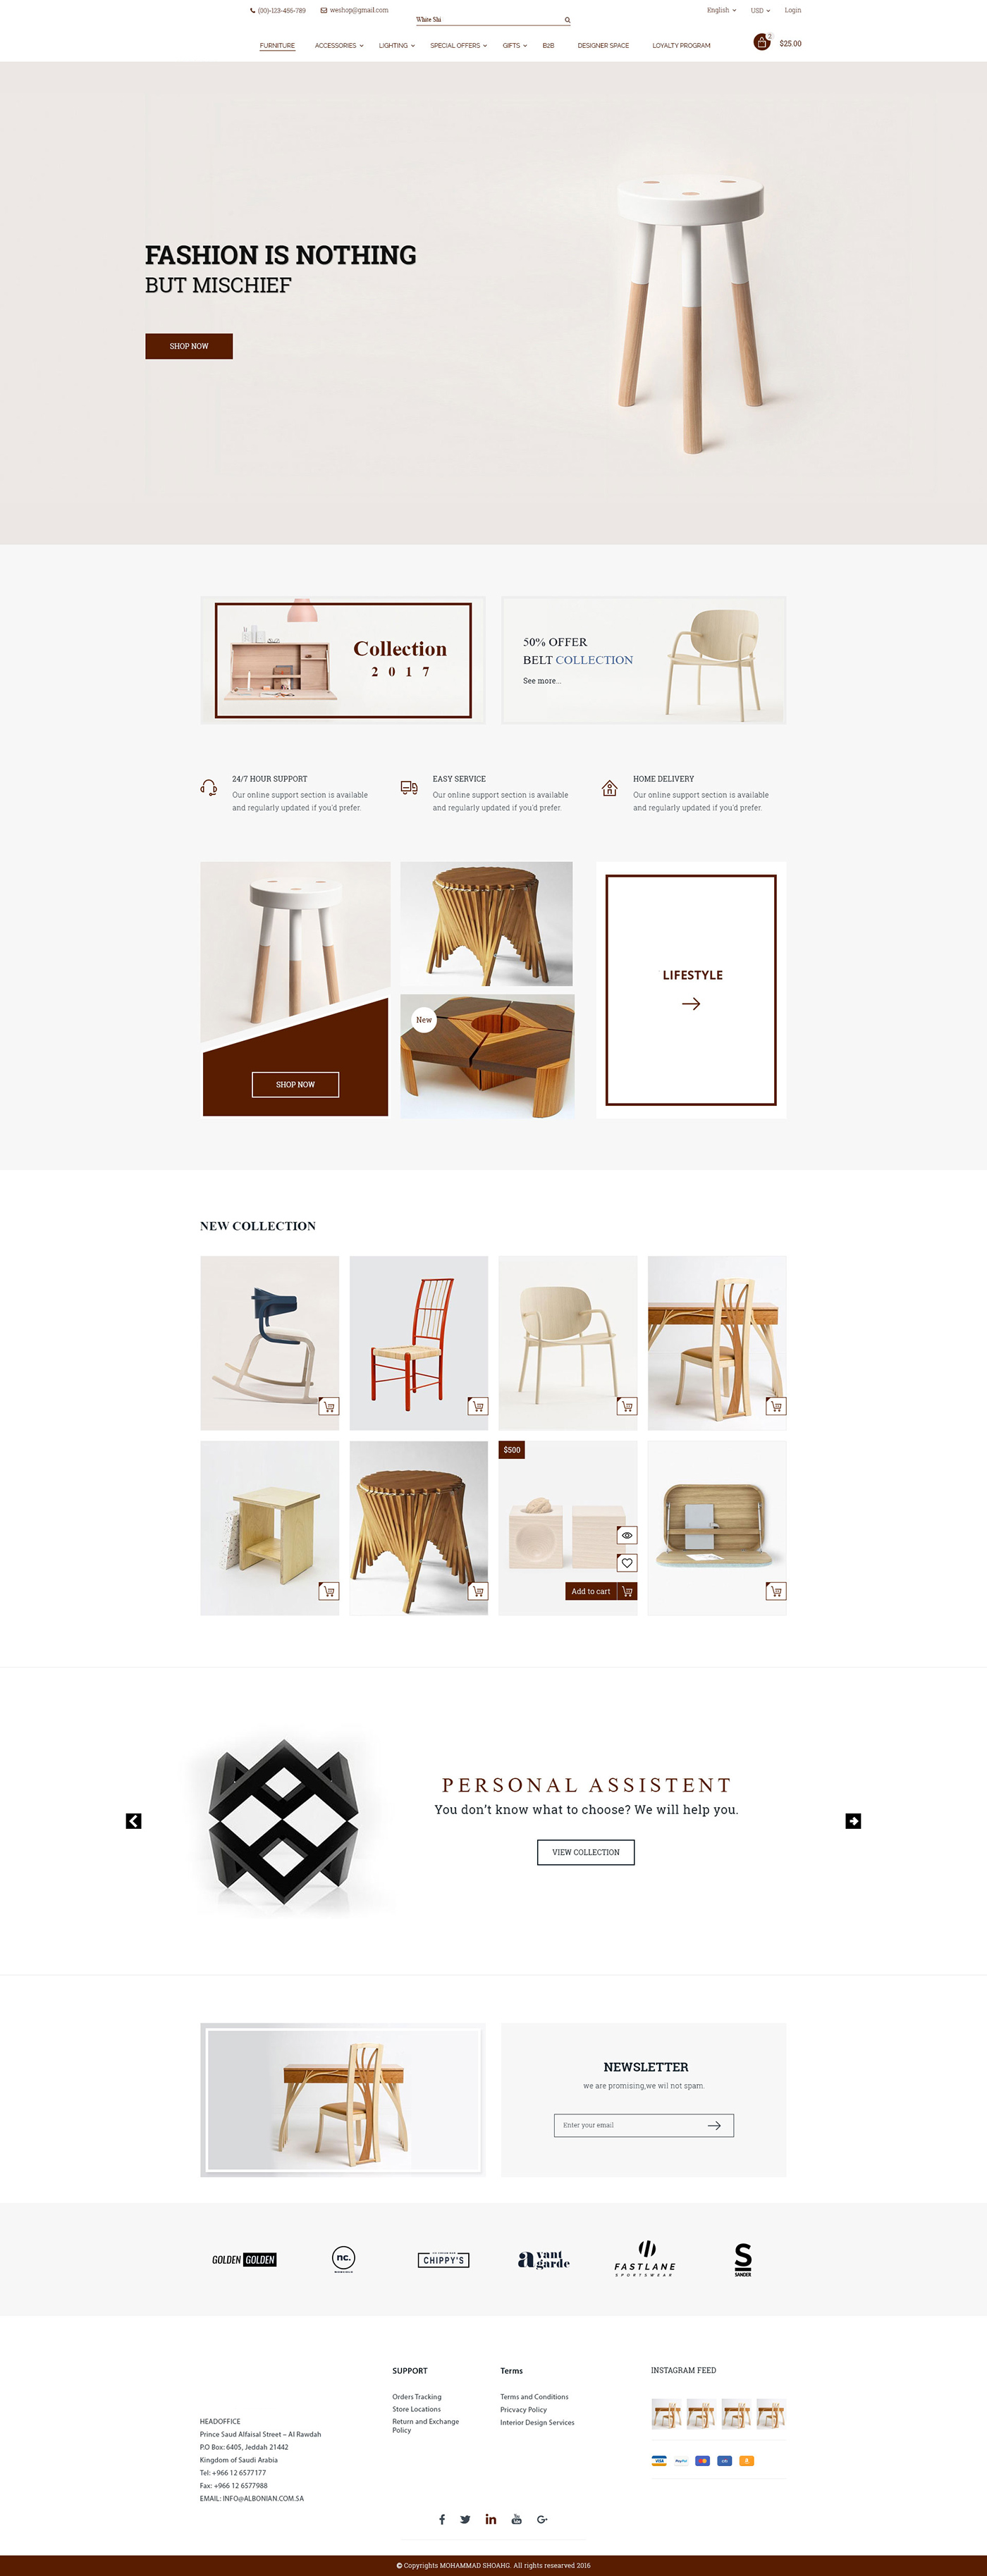 (00)-123-456-789
weshop@gmail.com
White Shi
English
USD
Login
FURNITURE
ACCESSORIES
LIGHTING
SPECIAL OFFERS
GIFTS
B2B
DESIGNER SPACE
LOYALTY PROGRAM
$25.00
FASHION IS NOTHING
BUT MISCHIEF
SHOP NOW
Collection
2017
50% OFFER
BELT COLLECTION
See more...
24/7 HOUR SUPPORT
Our online support section is available
and regularly updated if you'd prefer.
EASY SERVICE
Our online support section is available
and regularly updated if you'd prefer.
HOME DELIVERY
Our online support section is available
and regularly updated if you'd prefer.
SHOP NOW
New
LIFESTYLE
NEW COLLECTION
$500
Add to cart
PERSONAL ASSISTENT
You don't know what to choose? We will help you.
VIEW COLLECTION
NEWSLETTER
we are promising,we wil not spam.
Enter your email
GOLDEN GOLDEN
nc.
CHIPPY'S
avant
garde
FASTLANE
SPORTSWEAR
S
SANDER
HEADOFFICE
Prince Saud Alfaisal Street – Al Rawdah
P.O Box: 6405, Jeddah 21442
Kingdom of Saudi Arabia
Tel: +966 12 6577177
Fax: +966 12 6577988
EMAIL: INFO@ALBONIAN.COM.SA
SUPPORT
Orders Tracking
Store Locations
Return and Exchange
Policy
Terms
Terms and Conditions
Pricvacy Policy
Interior Design Services
INSTAGRAM FEED
VISA
PayPal
© Copyrights MOHAMMAD SHOAHG. All rights researved 2016